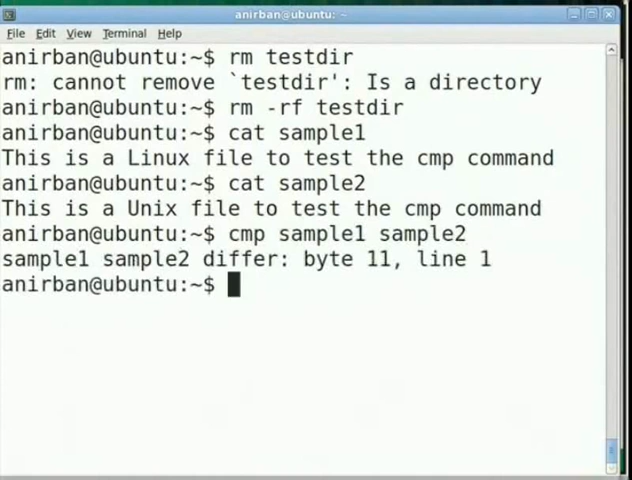 anirban@ubuntu: ~
File Edit View Terminal Help
anirban@ubuntu:~$ rm testdir
rm: cannot remove `testdir': Is a directory
anirban@ubuntu:~$ rm -rf testdir
anirban@ubuntu:~$ cat sample1
This is a Linux file to test the cmp command
anirban@ubuntu:~$ cat sample2
This is a Unix file to test the cmp command
anirban@ubuntu:~$ cmp sample1 sample2
sample1 sample2 differ: byte 11, line 1
anirban@ubuntu:~$